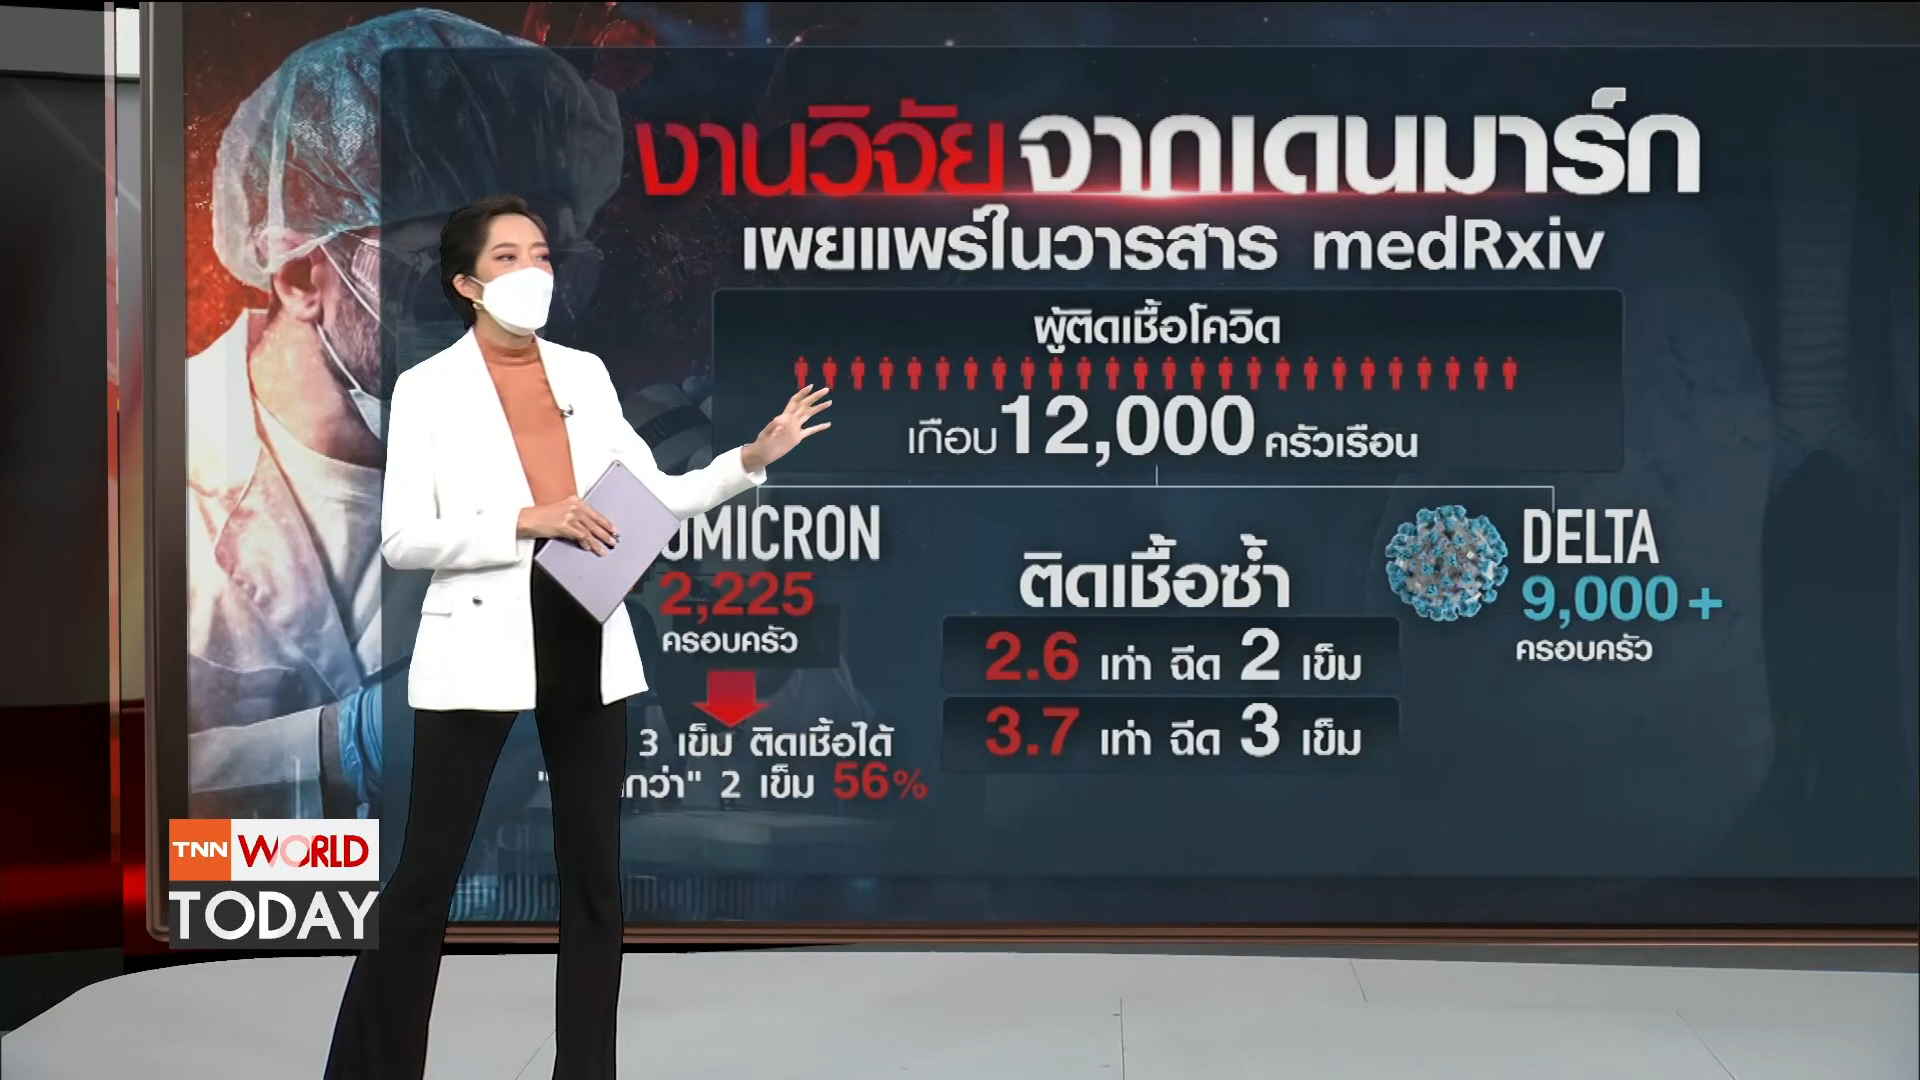 งานวิจัยจากเดนมาร์ก
เผยแพร่ในวารสาร medRxiv
ผู้ติดเชื้อโควิด
เกือบ 12,000 ครัวเรือน
OMICRON
2,225
ครอบครัว
3 เข็ม ติดเชื้อได้
กว่า" 2 เข็ม 56%
ติดเชื้อซ้ำ
2.6 เท่า ฉีด 2 เข็ม
3.7 เท่า ฉีด 3 เข็ม
DELTA
9,000+
ครอบครัว
TNN WORLD
TODAY